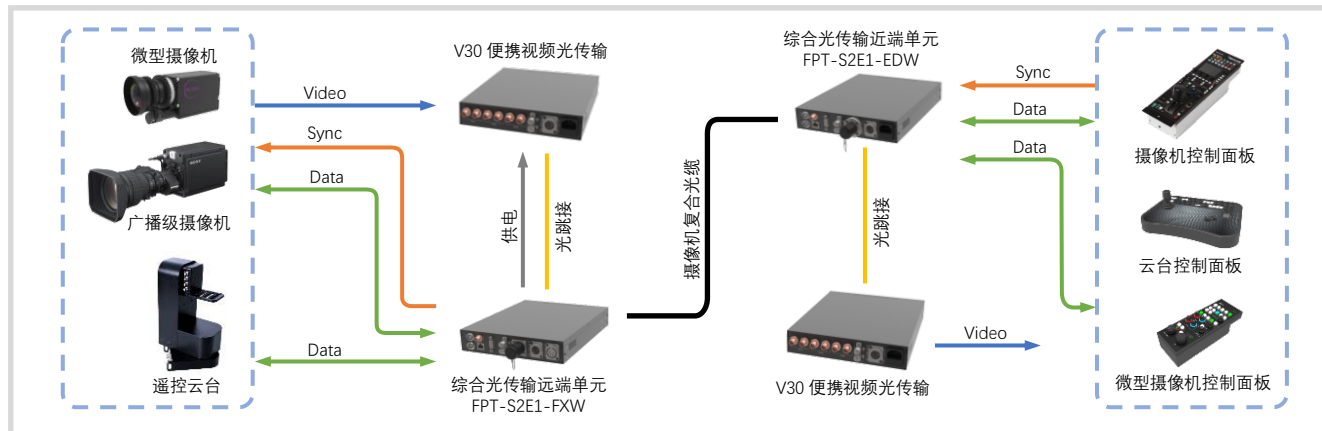 微型摄像机
广播级摄像机
遥控云台
Video
Sync
Data
Data
V30 便携视频光传输
供电
光跳接
综合光传输远端单元
FPT-S2E1-FXW
摄像机复合光缆
综合光传输近端单元
FPT-S2E1-EDW
光跳接
V30 便携视频光传输
Sync
Data
Data
Video
摄像机控制面板
云台控制面板
微型摄像机控制面板